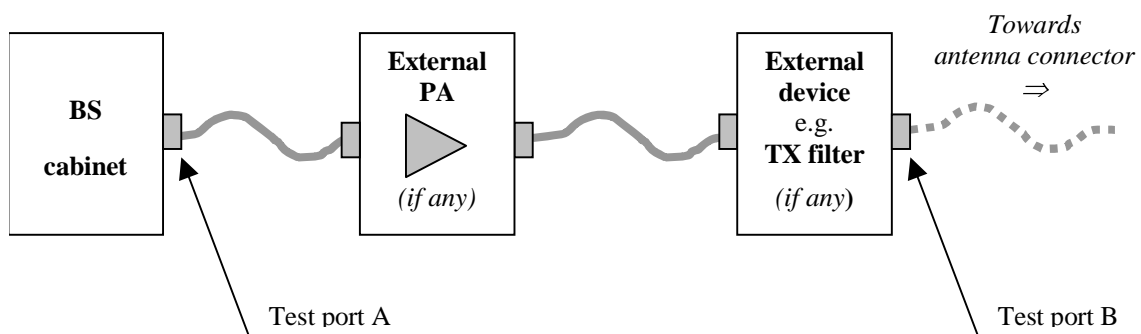 BS
cabinet
External
PA
(if any)
External
device
e.g.
TX filter
(if any)
Towards
antenna connector
⇒
Test port A
Test port B